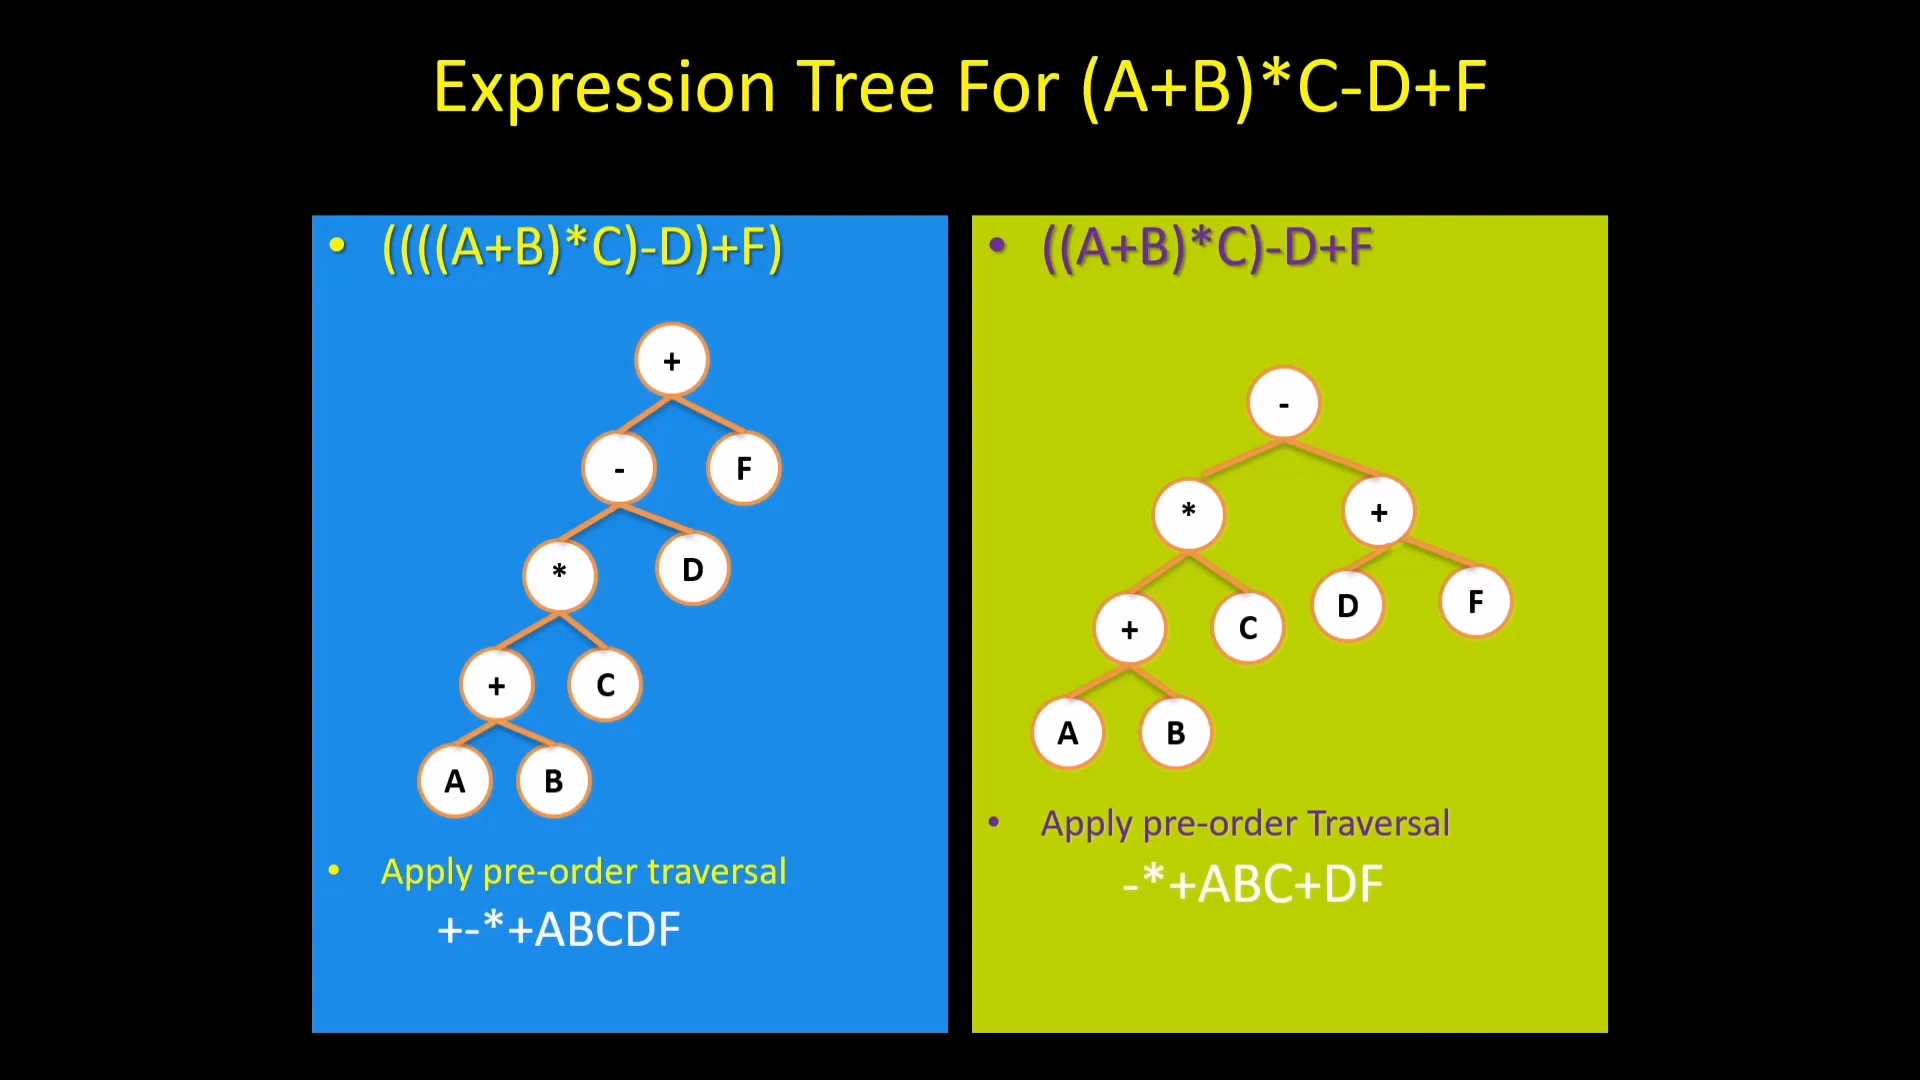 Expression Tree For (A+B)*C-D+F
• ((((A+B)*C)-D)+F)
+
- F
* D
+ C
A B
• Apply pre-order traversal
+-*+ABCDF
• ((A+B)*C)-D+F
-
* +
+ C D F
A B
• Apply pre-order Traversal
-*+ABC+DF